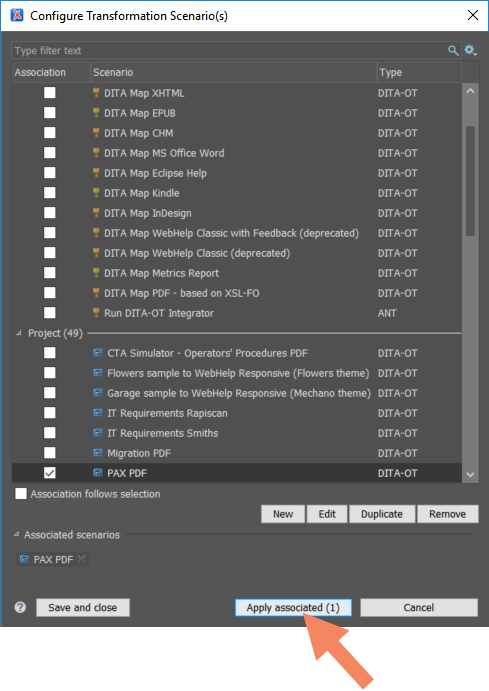 Configure Transformation Scenario(s)
Type filter text
Association Scenario Type
DITA Map XHTML DITA-OT
DITA Map EPUB DITA-OT
DITA Map CHM DITA-OT
DITA Map MS Office Word DITA-OT
DITA Map Eclipse Help DITA-OT
DITA Map Kindle DITA-OT
DITA Map InDesign DITA-OT
DITA Map WebHelp Classic with Feedback (deprecated) DITA-OT
DITA Map WebHelp Classic (deprecated) DITA-OT
DITA Map Metrics Report DITA-OT
DITA Map PDF - based on XSL-FO DITA-OT
Run DITA-OT Integrator ANT
Project (49)
CTA Simulator - Operators' Procedures PDF DITA-OT
Flowers sample to WebHelp Responsive (Flowers theme) DITA-OT
Garage sample to WebHelp Responsive (Mechano theme) DITA-OT
IT Requirements Rapiscan DITA-OT
IT Requirements Smiths DITA-OT
Migration PDF DITA-OT
PAX PDF DITA-OT
Association follows selection
New Edit Duplicate Remove
Associated scenarios
PAX PDF
? Save and close Apply associated (1) Cancel